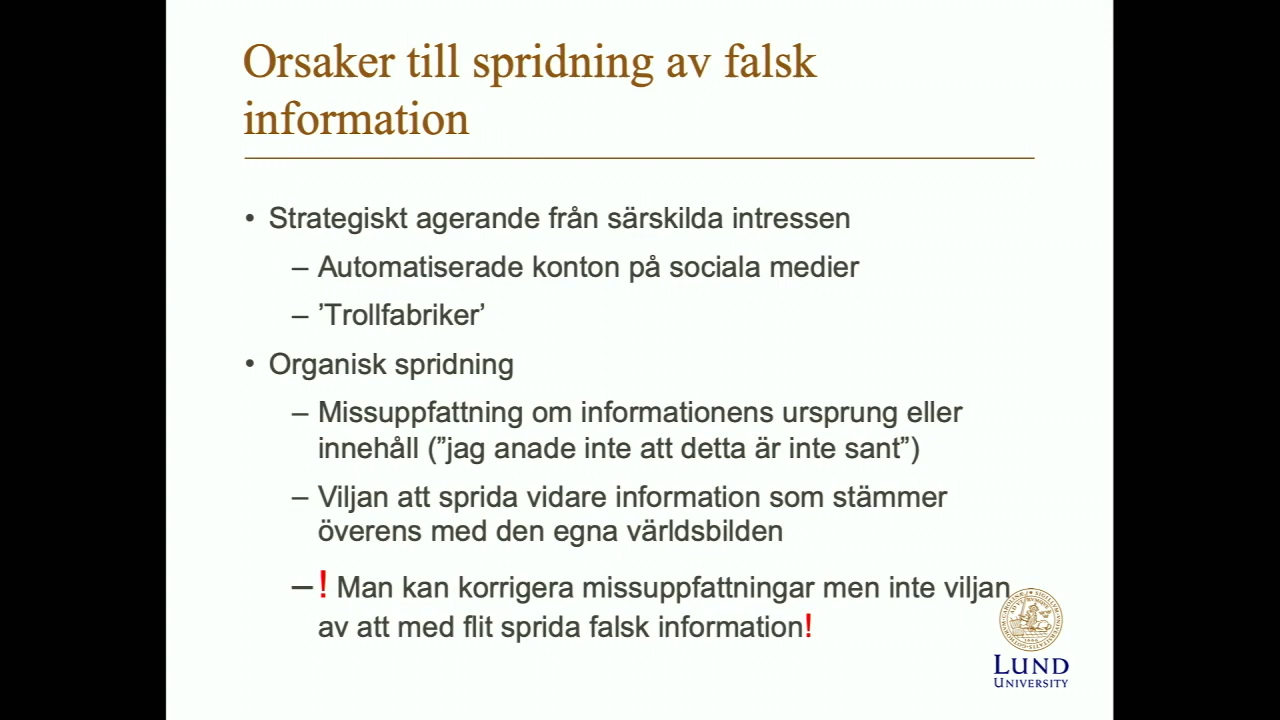 Orsaker till spridning av falsk
information
• Strategiskt agerande från särskilda intressen
– Automatiserade konton på sociala medier
– ’Trollfabriker’
• Organisk spridning
– Missuppfattning om informationens ursprung eller
innehåll (”jag anade inte att detta är inte sant”)
– Viljan att sprida vidare information som stämmer
överens med den egna världsbilden
–! Man kan korrigera missuppfattningar men inte viljan
av att med flit sprida falsk information!
LUND
UNIVERSITY